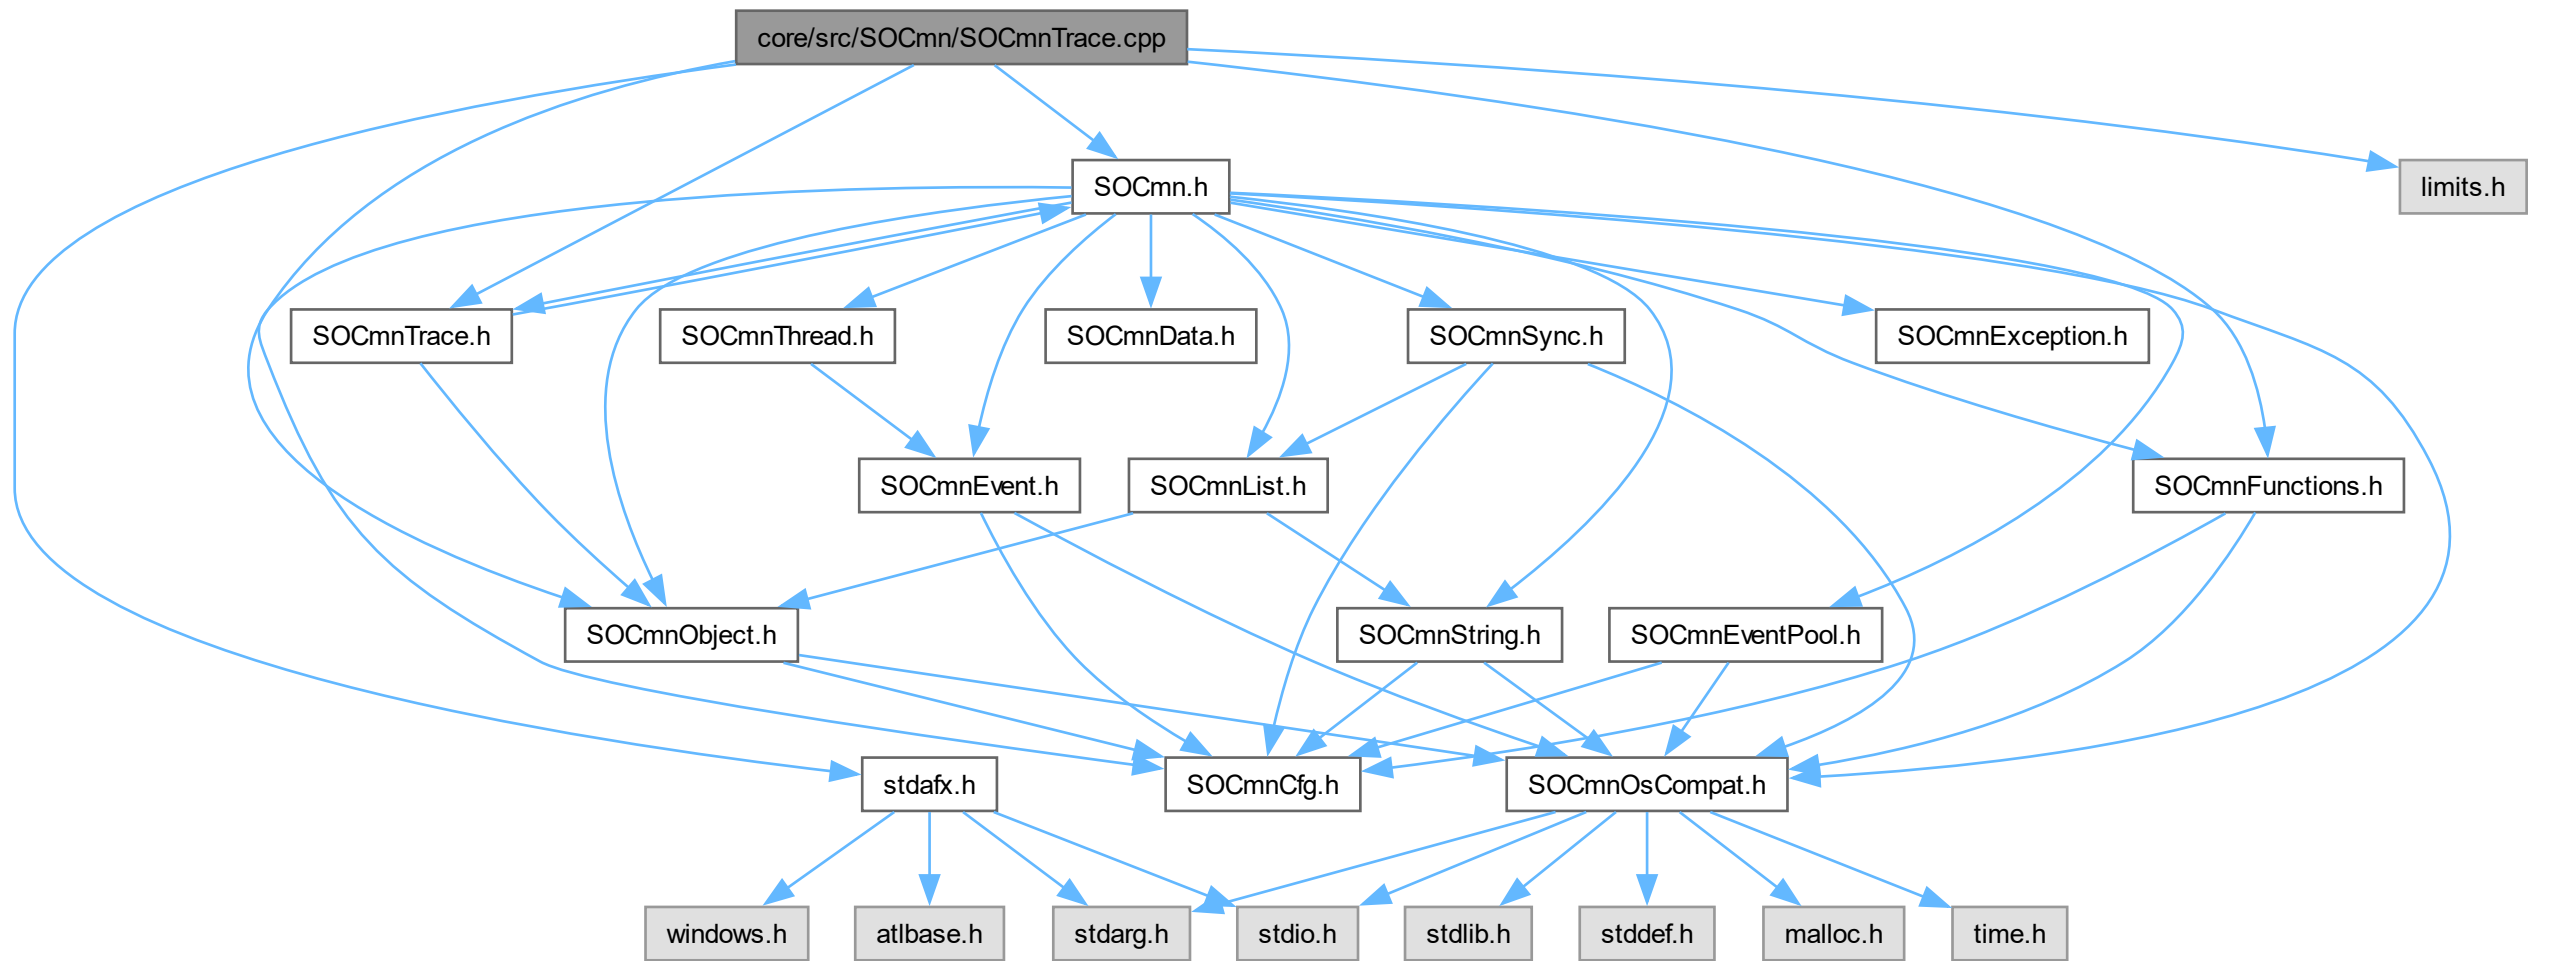 core/src/SOCmn/SOCmnTrace.cpp
SOCmn.h
limits.h
SOCmnTrace.h
SOCmnThread.h
SOCmnData.h
SOCmnSync.h
SOCmnException.h
SOCmnEvent.h
SOCmnList.h
SOCmnFunctions.h
SOCmnObject.h
SOCmnString.h
SOCmnEventPool.h
stdafx.h
SOCmnCfg.h
SOCmnOsCompat.h
windows.h
atlbase.h
stdarg.h
stdio.h
stdlib.h
stddef.h
malloc.h
time.h